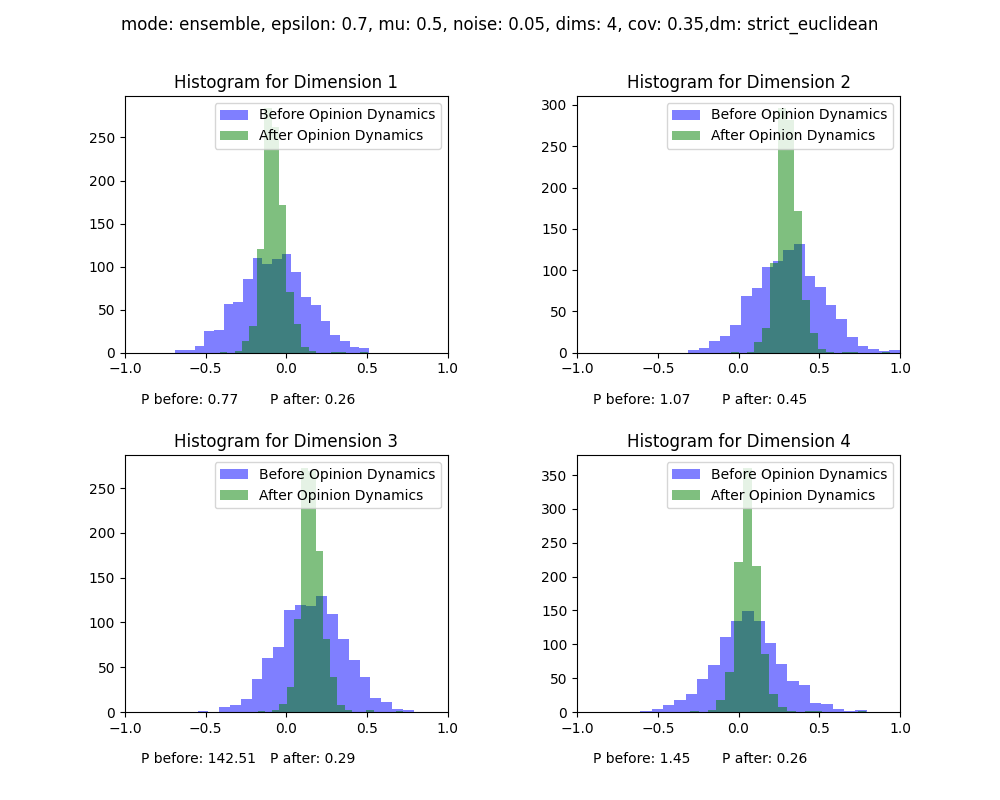 mode: ensemble, epsilon: 0.7, mu: 0.5, noise: 0.05, dims: 4, cov: 0.35,dm: strict_euclidean
Histogram for Dimension 1
Before Opinion Dynamics
After Opinion Dynamics
250
200
150
100
50
0
−1.0 −0.5 0.0 0.5 1.0
P before: 0.77 P after: 0.26
Histogram for Dimension 2
Before Opinion Dynamics
After Opinion Dynamics
300
250
200
150
100
50
0
−1.0 −0.5 0.0 0.5 1.0
P before: 1.07 P after: 0.45
Histogram for Dimension 3
Before Opinion Dynamics
After Opinion Dynamics
250
200
150
100
50
0
−1.0 −0.5 0.0 0.5 1.0
P before: 142.51 P after: 0.29
Histogram for Dimension 4
Before Opinion Dynamics
After Opinion Dynamics
350
300
250
200
150
100
50
0
−1.0 −0.5 0.0 0.5 1.0
P before: 1.45 P after: 0.26